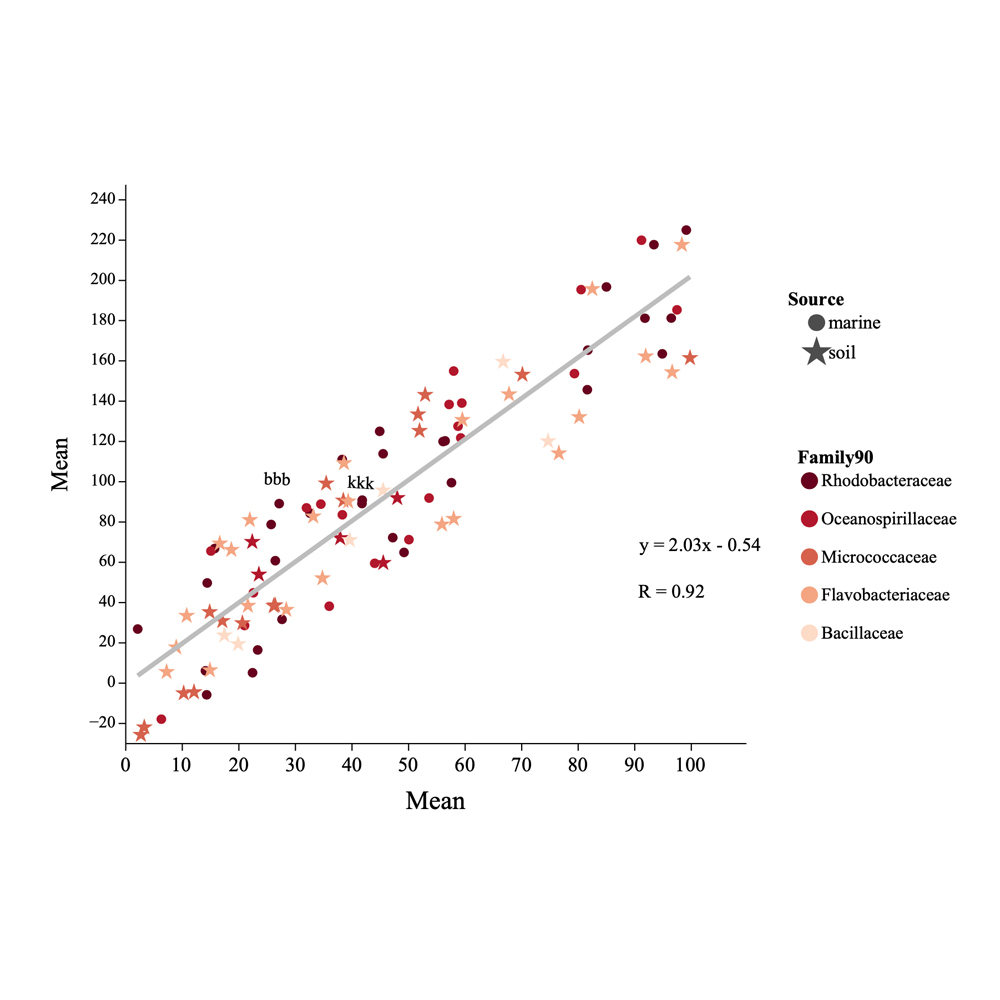 240
220
200
180
160
140
120
100
80
60
40
20
0
−20
Mean
bbb
kkk
0 10 20 30 40 50 60 70 80 90 100
Mean
y = 2.03x - 0.54
R = 0.92
Source
marine
soil
Family90
Rhodobacteraceae
Oceanospirillaceae
Micrococcaceae
Flavobacteriaceae
Bacillaceae